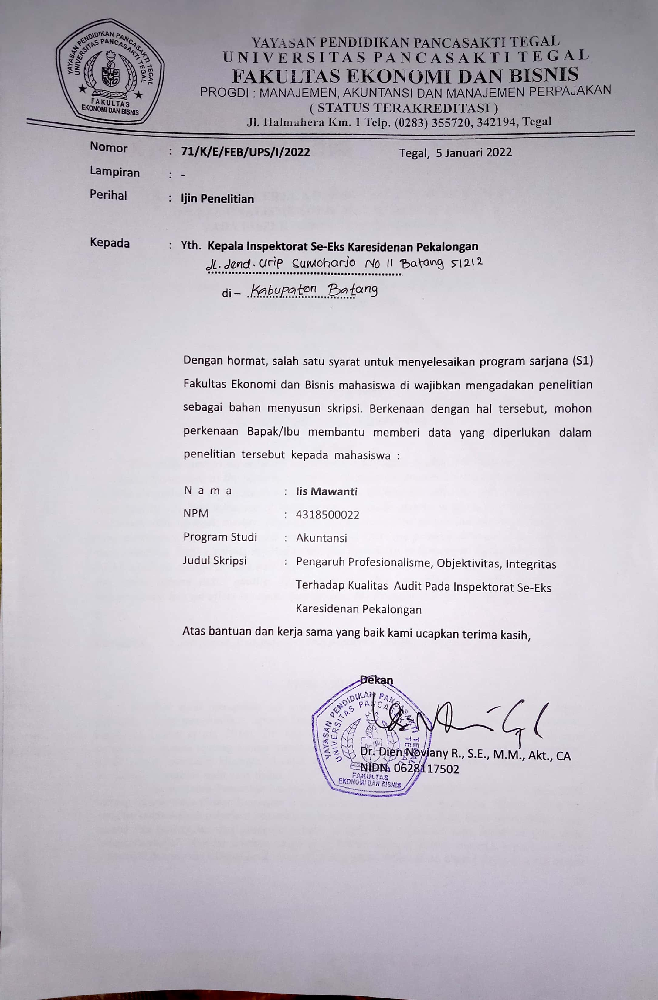 YAYASAN PENDIDIKAN PANCASAKTI TEGAL
UNIVERSITAS PANCASAKTI TEGAL
FAKULTAS
EKONOMI DAN BISNIS
YAYASAN PENDIDIKAN PANCASAKTI TEGAL
UNIVERSITAS PANCASAKTI TEGAL
FAKULTAS EKONOMI DAN BISNIS
PROGDI : MANAJEMEN, AKUNTANSI DAN MANAJEMEN PERPAJAKAN
( STATUS TERAKREDITASI )
Jl. Halmahera Km. 1 Telp. (0283) 355720, 342194, Tegal
Nomor : 71/K/E/FEB/UPS/I/2022 Tegal, 5 Januari 2022
Lampiran : -
Perihal : Ijin Penelitian
Kepada : Yth. Kepala Inspektorat Se-Eks Karesidenan Pekalongan
Jl. Jend. Urip Sumoharjo No 11 Batang 51212
di – Kabupaten Batang
Dengan hormat, salah satu syarat untuk menyelesaikan program sarjana (S1)
Fakultas Ekonomi dan Bisnis mahasiswa di wajibkan mengadakan penelitian
sebagai bahan menyusun skripsi. Berkenaan dengan hal tersebut, mohon
perkenaan Bapak/Ibu membantu memberi data yang diperlukan dalam
penelitian tersebut kepada mahasiswa :
N a m a : Iis Mawanti
NPM : 4318500022
Program Studi : Akuntansi
Judul Skripsi : Pengaruh Profesionalisme, Objektivitas, Integritas
Terhadap Kualitas Audit Pada Inspektorat Se-Eks
Karesidenan Pekalongan
Atas bantuan dan kerja sama yang baik kami ucapkan terima kasih,
Dekan
YAYASAN PENDIDIKAN PANCASAKTI TEGAL
UNIVERSITAS PANCASAKTI TEGAL
Dr. Dien Noviany R., S.E., M.M., Akt., CA
NIDN. 0628117502
FAKULTAS
EKONOMI DAN BISNIS